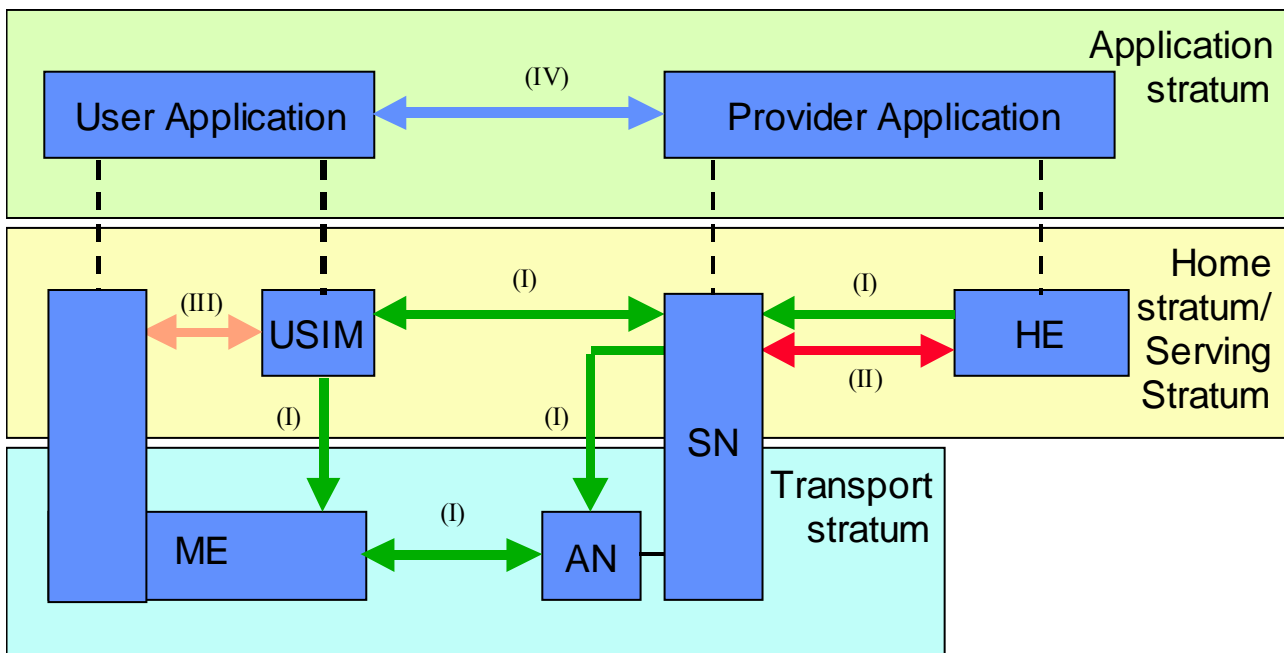 Application
stratum
(IV)
User Application
Provider Application
Home
stratum/
Serving
Stratum
(III)
(I)
(I)
USIM
HE
(II)
(I)
(I)
SN
Transport
stratum
(I)
ME
AN